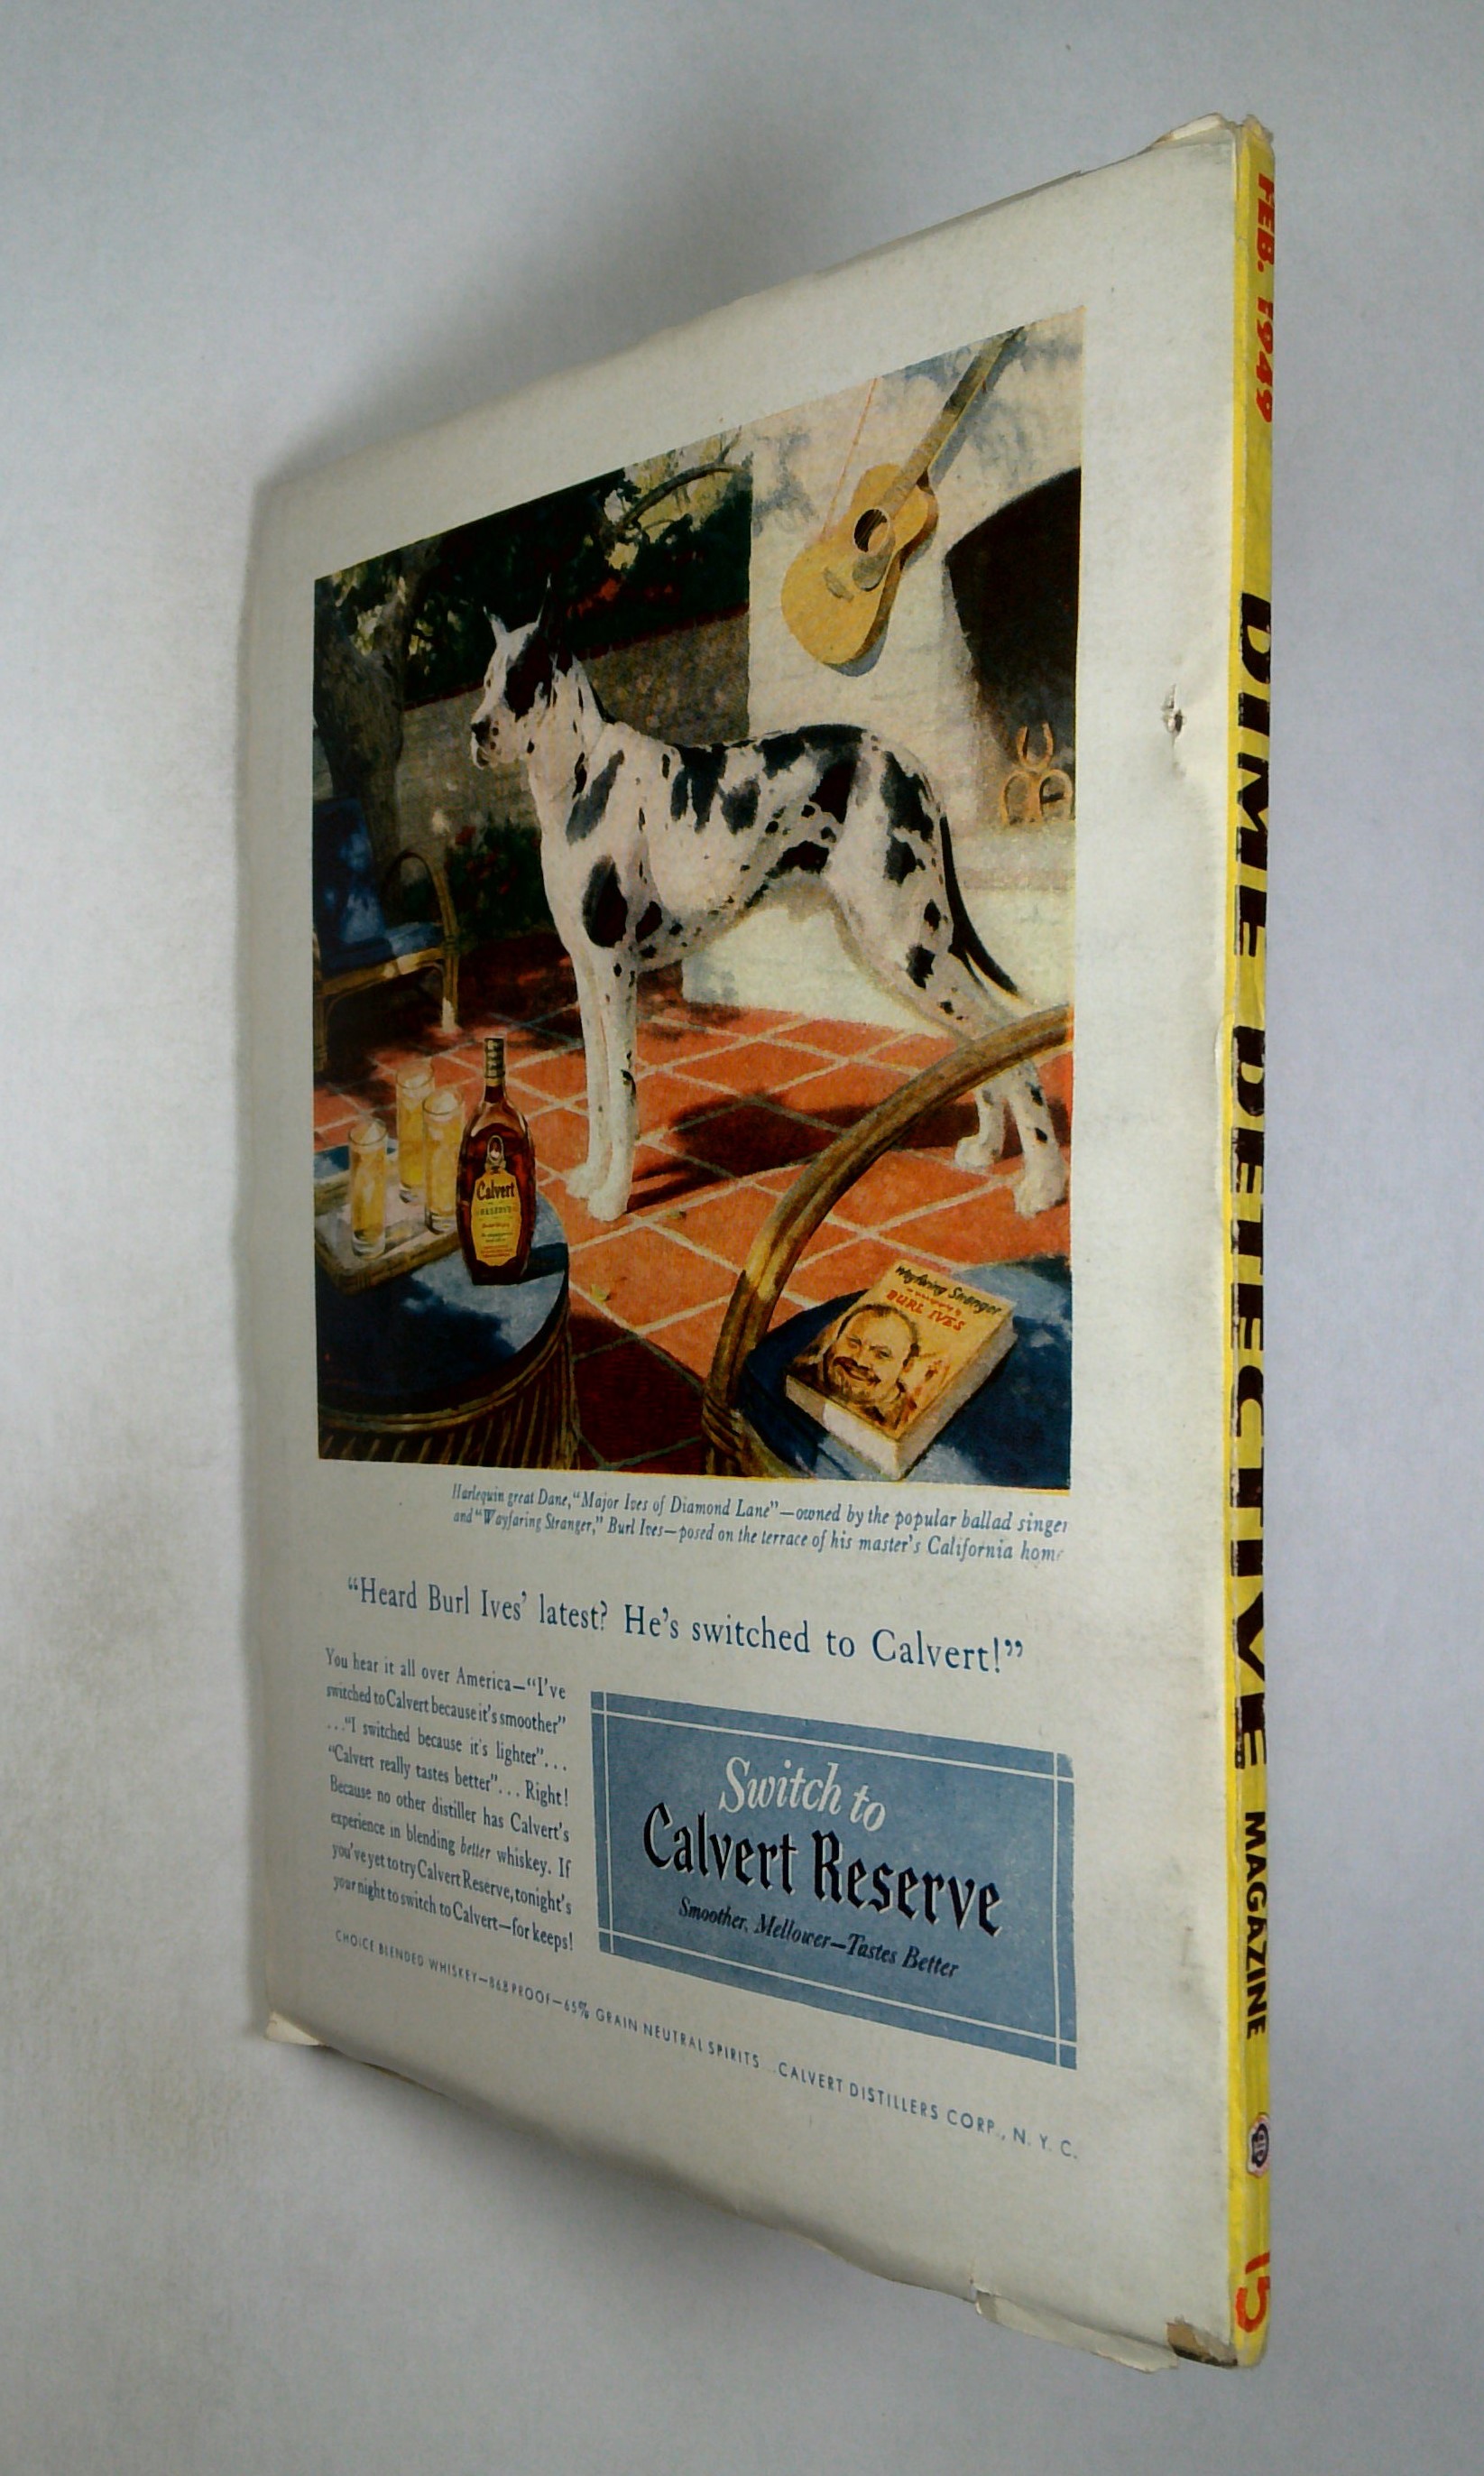 FEB. 1949
DIME DETECTIVE MAGAZINE
15
Calvert
RESERVE
Wayfaring Stranger
BURL IVES
Harlequin great Dane, “Major Ives of Diamond Lane”—owned by the popular ballad singer
and “Wayfaring Stranger,” Burl Ives—posed on the terrace of his master's California home
“Heard Burl Ives' latest? He's switched to Calvert!”
You hear it all over America—“I've
switched to Calvert because it's smoother”
...“I switched because it's lighter”...
“Calvert really tastes better”... Right!
Because no other distiller has Calvert's
experience in blending better whiskey. If
you've yet to try Calvert Reserve, tonight's
your night to switch to Calvert—for keeps!
Switch to
Calvert Reserve
Smoother, Mellower—Tastes Better
CHOICE BLENDED WHISKEY—86.8 PROOF—65% GRAIN NEUTRAL SPIRITS...CALVERT DISTILLERS CORP., N. Y. C.